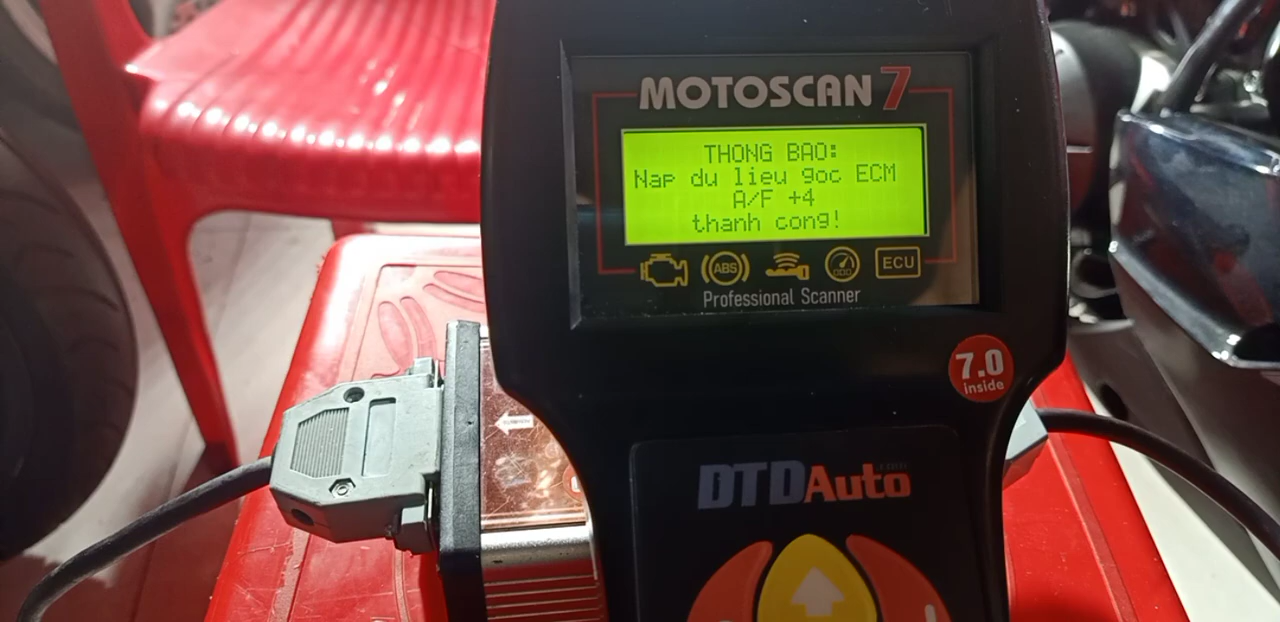 MOTOSCAN 7
THONG BAO:
Nap du lieu goc ECM
A/F +4
thanh cong!
ABS
ECU
Professional Scanner
7.0
inside
DTDAuto